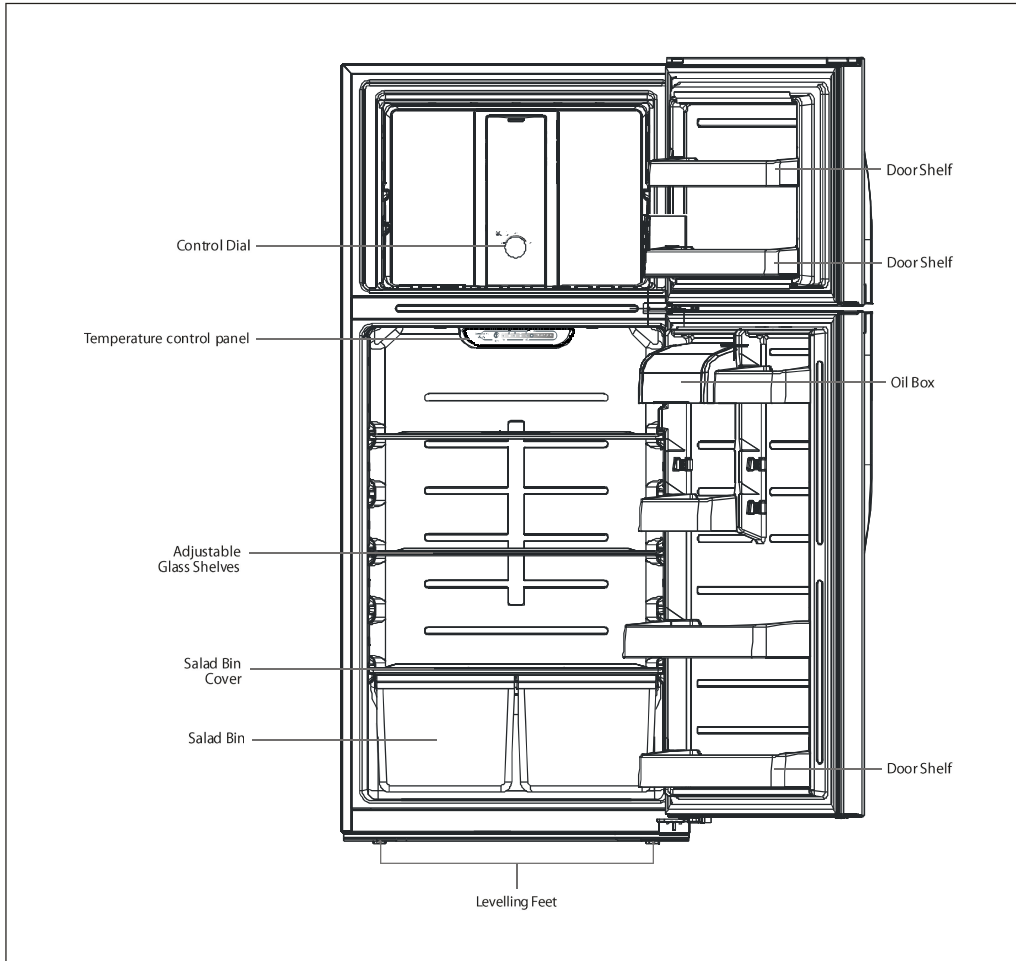 Door Shelf
Control Dial
Door Shelf
Temperature control panel
Oil Box
Adjustable
Glass Shelves
Salad Bin
Cover
Salad Bin
Door Shelf
Levelling Feet